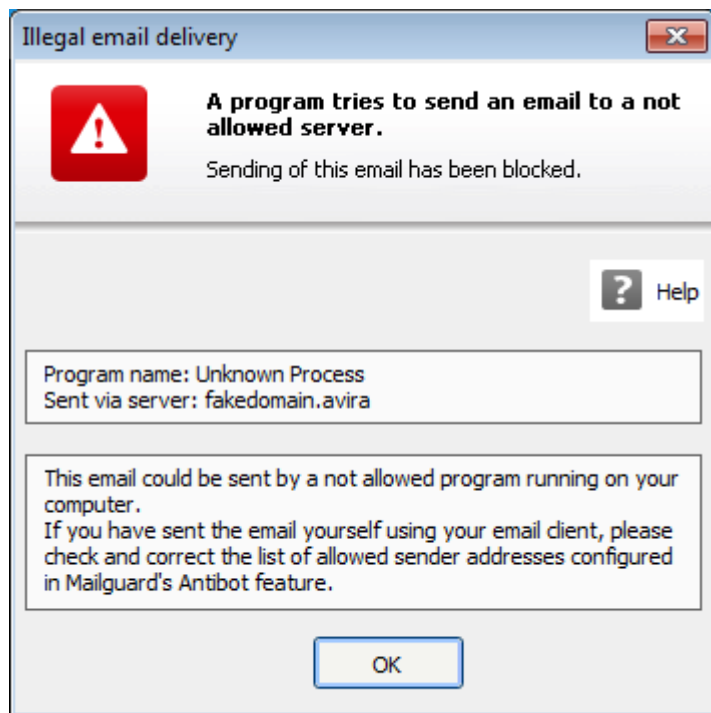 Illegal email delivery
A program tries to send an email to a not
allowed server.
Sending of this email has been blocked.
Help
Program name: Unknown Process
Sent via server: fakedomain.avira
This email could be sent by a not allowed program running on your
computer.
If you have sent the email yourself using your email client, please
check and correct the list of allowed sender addresses configured
in Mailguard's Antibot feature.
OK